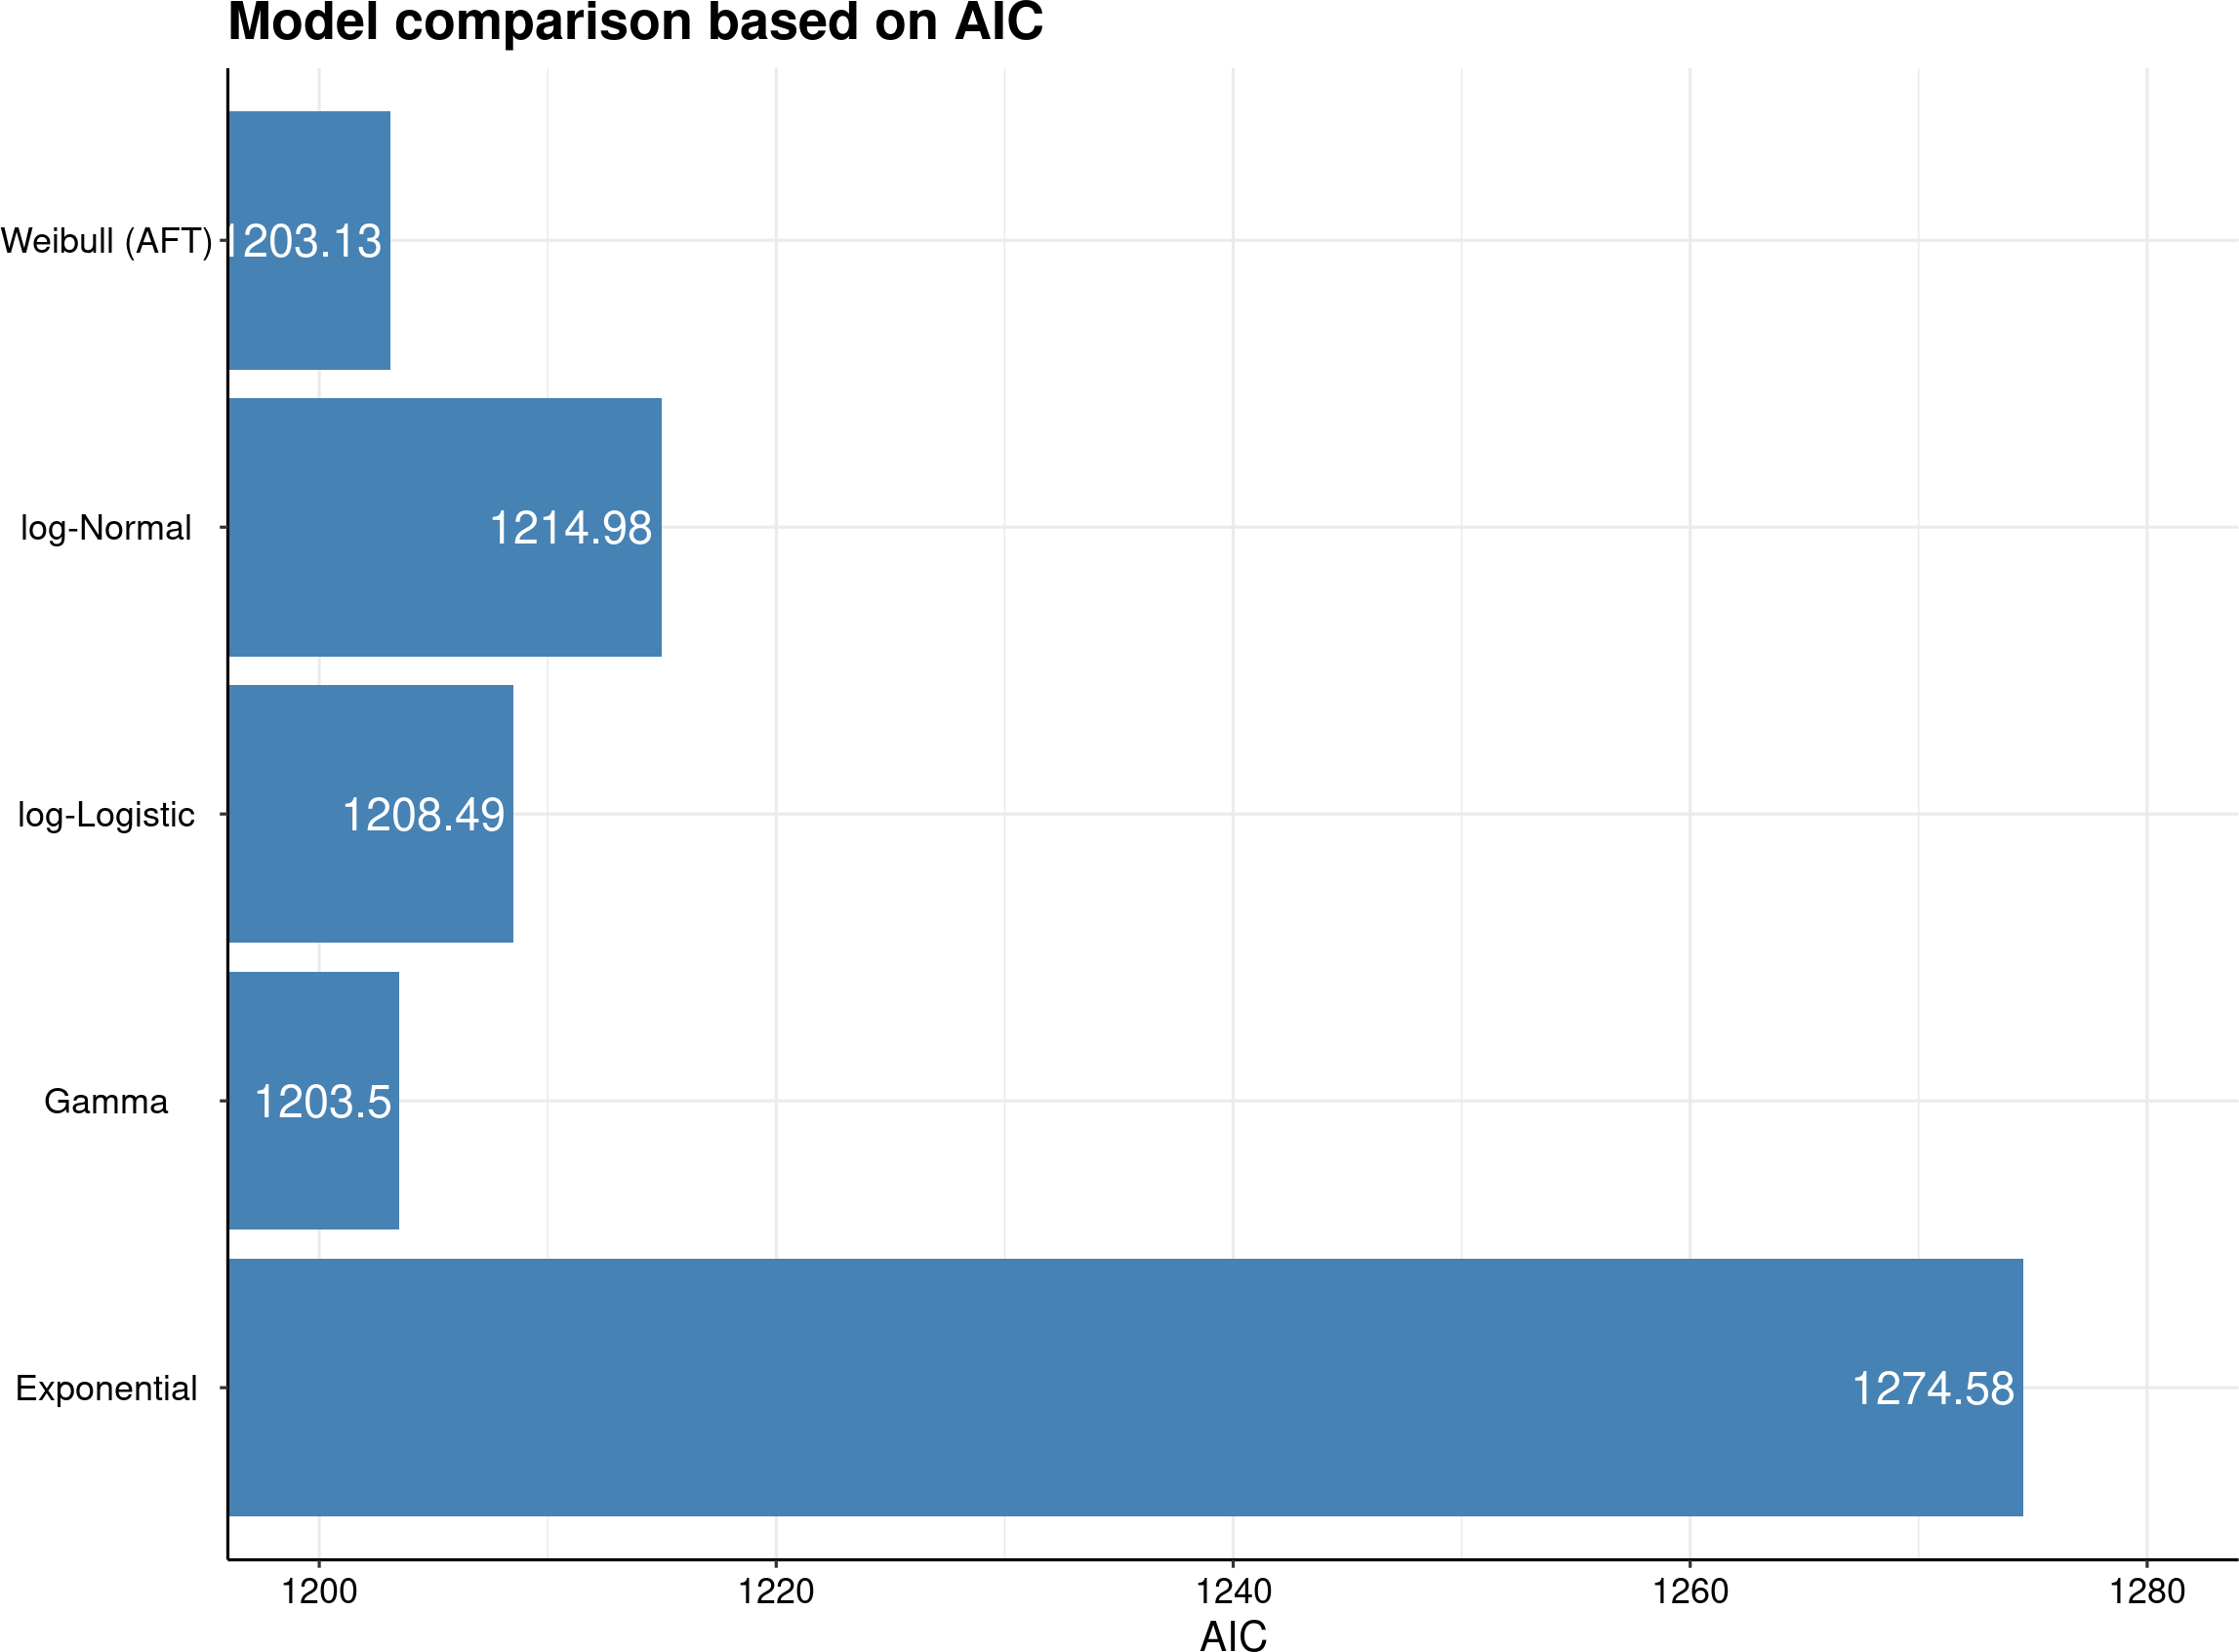 Model comparison based on AIC
Weibull (AFT)
1203.13
log-Normal
1214.98
log-Logistic
1208.49
Gamma
1203.5
Exponential
1274.58
1200 1220 1240 1260 1280
AIC